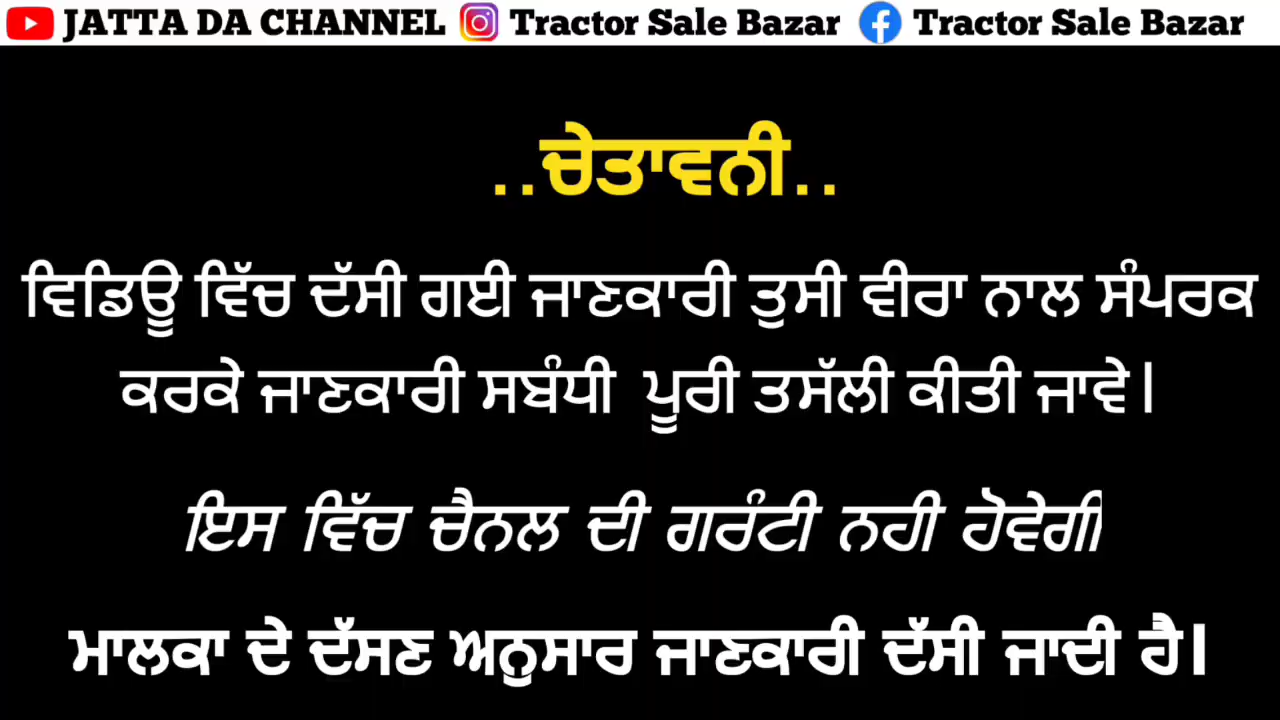 JATTA DA CHANNEL Tractor Sale Bazar Tractor Sale Bazar
..ਚੇਤਾਵਨੀ..
ਵਿਡਿਊ ਵਿੱਚ ਦੱਸੀ ਗਈ ਜਾਣਕਾਰੀ ਤੁਸੀ ਵੀਰਾ ਨਾਲ ਸੰਪਰਕ
ਕਰਕੇ ਜਾਣਕਾਰੀ ਸਬੰਧੀ ਪੂਰੀ ਤਸੱਲੀ ਕੀਤੀ ਜਾਵੇ।
ਇਸ ਵਿੱਚ ਚੈਨਲ ਦੀ ਗਰੰਟੀ ਨਹੀ ਹੋਵੇਗੀ
ਮਾਲਕਾ ਦੇ ਦੱਸਣ ਅਨੁਸਾਰ ਜਾਣਕਾਰੀ ਦੱਸੀ ਜਾਦੀ ਹੈ।